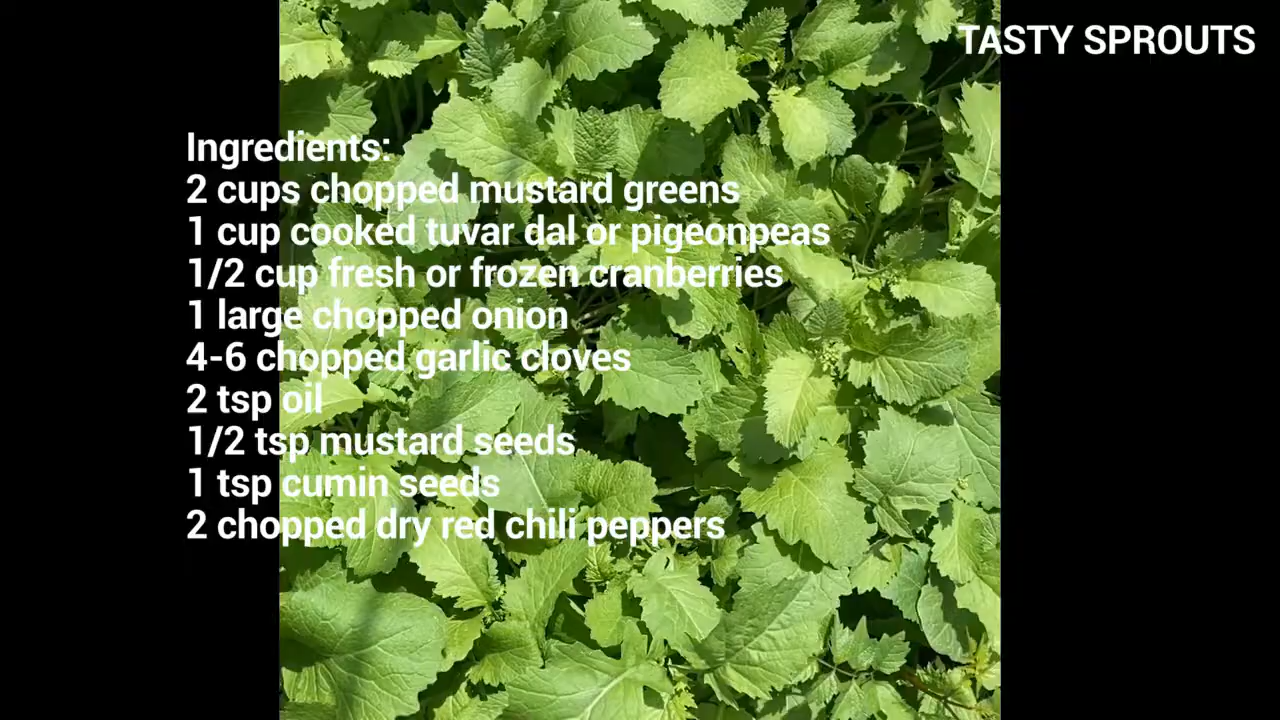 TASTY SPROUTS
Ingredients:
2 cups chopped mustard greens
1 cup cooked tuvar dal or pigeonpeas
1/2 cup fresh or frozen cranberries
1 large chopped onion
4-6 chopped garlic cloves
2 tsp oil
1/2 tsp mustard seeds
1 tsp cumin seeds
2 chopped dry red chili peppers